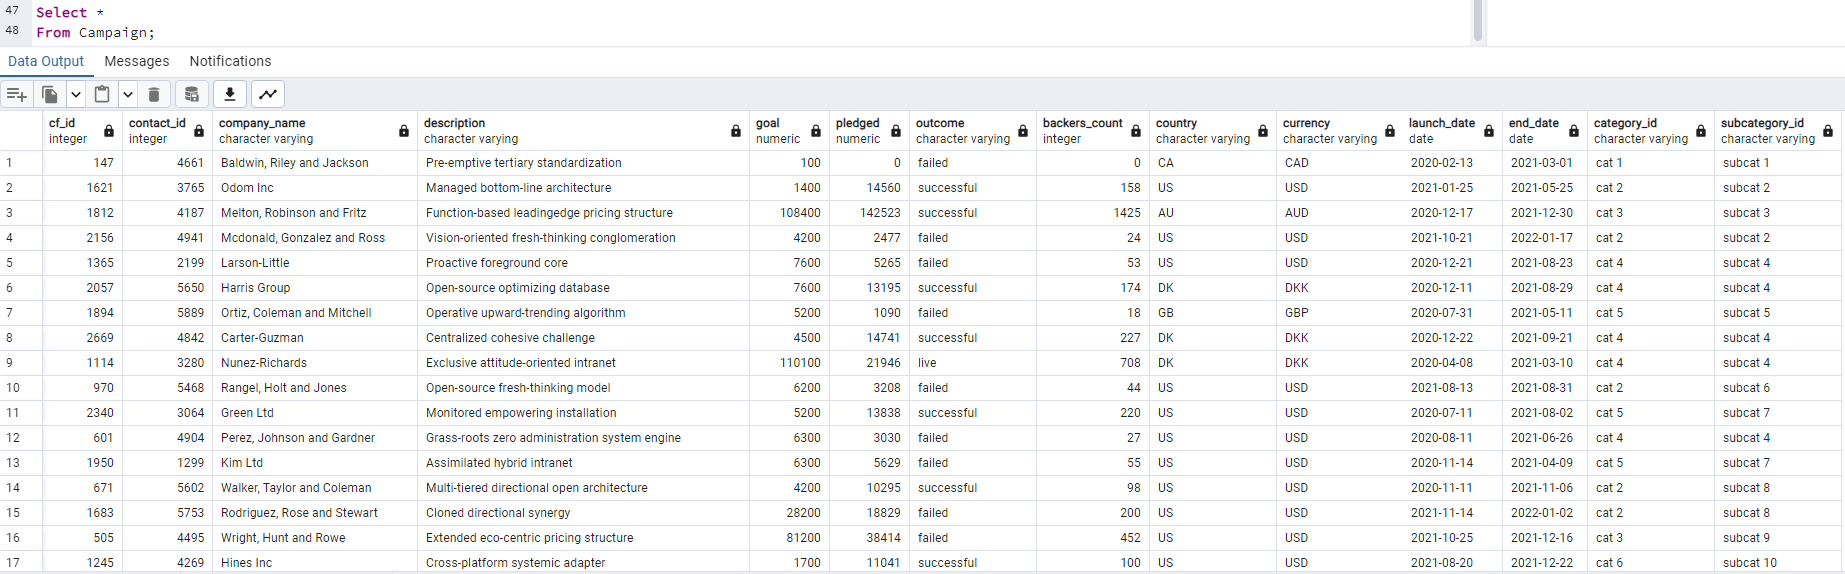 47 Select *
48 From Campaign;
Data Output Messages Notifications
cf_id contact_id company_name description goal pledged outcome backers_count country currency launch_date end_date category_id subcategory_id
integer integer character varying character varying numeric numeric character varying integer character varying character varying date date character varying character varying
1 147 4661 Baldwin, Riley and Jackson Pre-emptive tertiary standardization 100 0 failed 0 CA CAD 2020-02-13 2021-03-01 cat 1 subcat 1
2 1621 3765 Odom Inc Managed bottom-line architecture 1400 14560 successful 158 US USD 2021-01-25 2021-05-25 cat 2 subcat 2
3 1812 4187 Melton, Robinson and Fritz Function-based leadingedge pricing structure 108400 142523 successful 1425 AU AUD 2020-12-17 2021-12-30 cat 3 subcat 3
4 2156 4941 Mcdonald, Gonzalez and Ross Vision-oriented fresh-thinking conglomeration 4200 2477 failed 24 US USD 2021-10-21 2022-01-17 cat 2 subcat 2
5 1365 2199 Larson-Little Proactive foreground core 7600 5265 failed 53 US USD 2020-12-21 2021-08-23 cat 4 subcat 4
6 2057 5650 Harris Group Open-source optimizing database 7600 13195 successful 174 DK DKK 2020-12-11 2021-08-29 cat 4 subcat 4
7 1894 5889 Ortiz, Coleman and Mitchell Operative upward-trending algorithm 5200 1090 failed 18 GB GBP 2020-07-31 2021-05-11 cat 5 subcat 5
8 2669 4842 Carter-Guzman Centralized cohesive challenge 4500 14741 successful 227 DK DKK 2020-12-22 2021-09-21 cat 4 subcat 4
9 1114 3280 Nunez-Richards Exclusive attitude-oriented intranet 110100 21946 live 708 DK DKK 2020-04-08 2021-03-10 cat 4 subcat 4
10 970 5468 Rangel, Holt and Jones Open-source fresh-thinking model 6200 3208 failed 44 US USD 2021-08-13 2021-08-31 cat 2 subcat 6
11 2340 3064 Green Ltd Monitored empowering installation 5200 13838 successful 220 US USD 2020-07-11 2021-08-02 cat 5 subcat 7
12 601 4904 Perez, Johnson and Gardner Grass-roots zero administration system engine 6300 3030 failed 27 US USD 2020-08-11 2021-06-26 cat 4 subcat 4
13 1950 1299 Kim Ltd Assimilated hybrid intranet 6300 5629 failed 55 US USD 2020-11-14 2021-04-09 cat 5 subcat 7
14 671 5602 Walker, Taylor and Coleman Multi-tiered directional open architecture 4200 10295 successful 98 US USD 2020-11-11 2021-11-06 cat 2 subcat 8
15 1683 5753 Rodriguez, Rose and Stewart Cloned directional synergy 28200 18829 failed 200 US USD 2021-11-14 2022-01-02 cat 2 subcat 8
16 505 4495 Wright, Hunt and Rowe Extended eco-centric pricing structure 81200 38414 failed 452 US USD 2021-10-25 2021-12-16 cat 3 subcat 9
17 1245 4269 Hines Inc Cross-platform systemic adapter 1700 11041 successful 100 US USD 2021-08-20 2021-12-22 cat 6 subcat 10